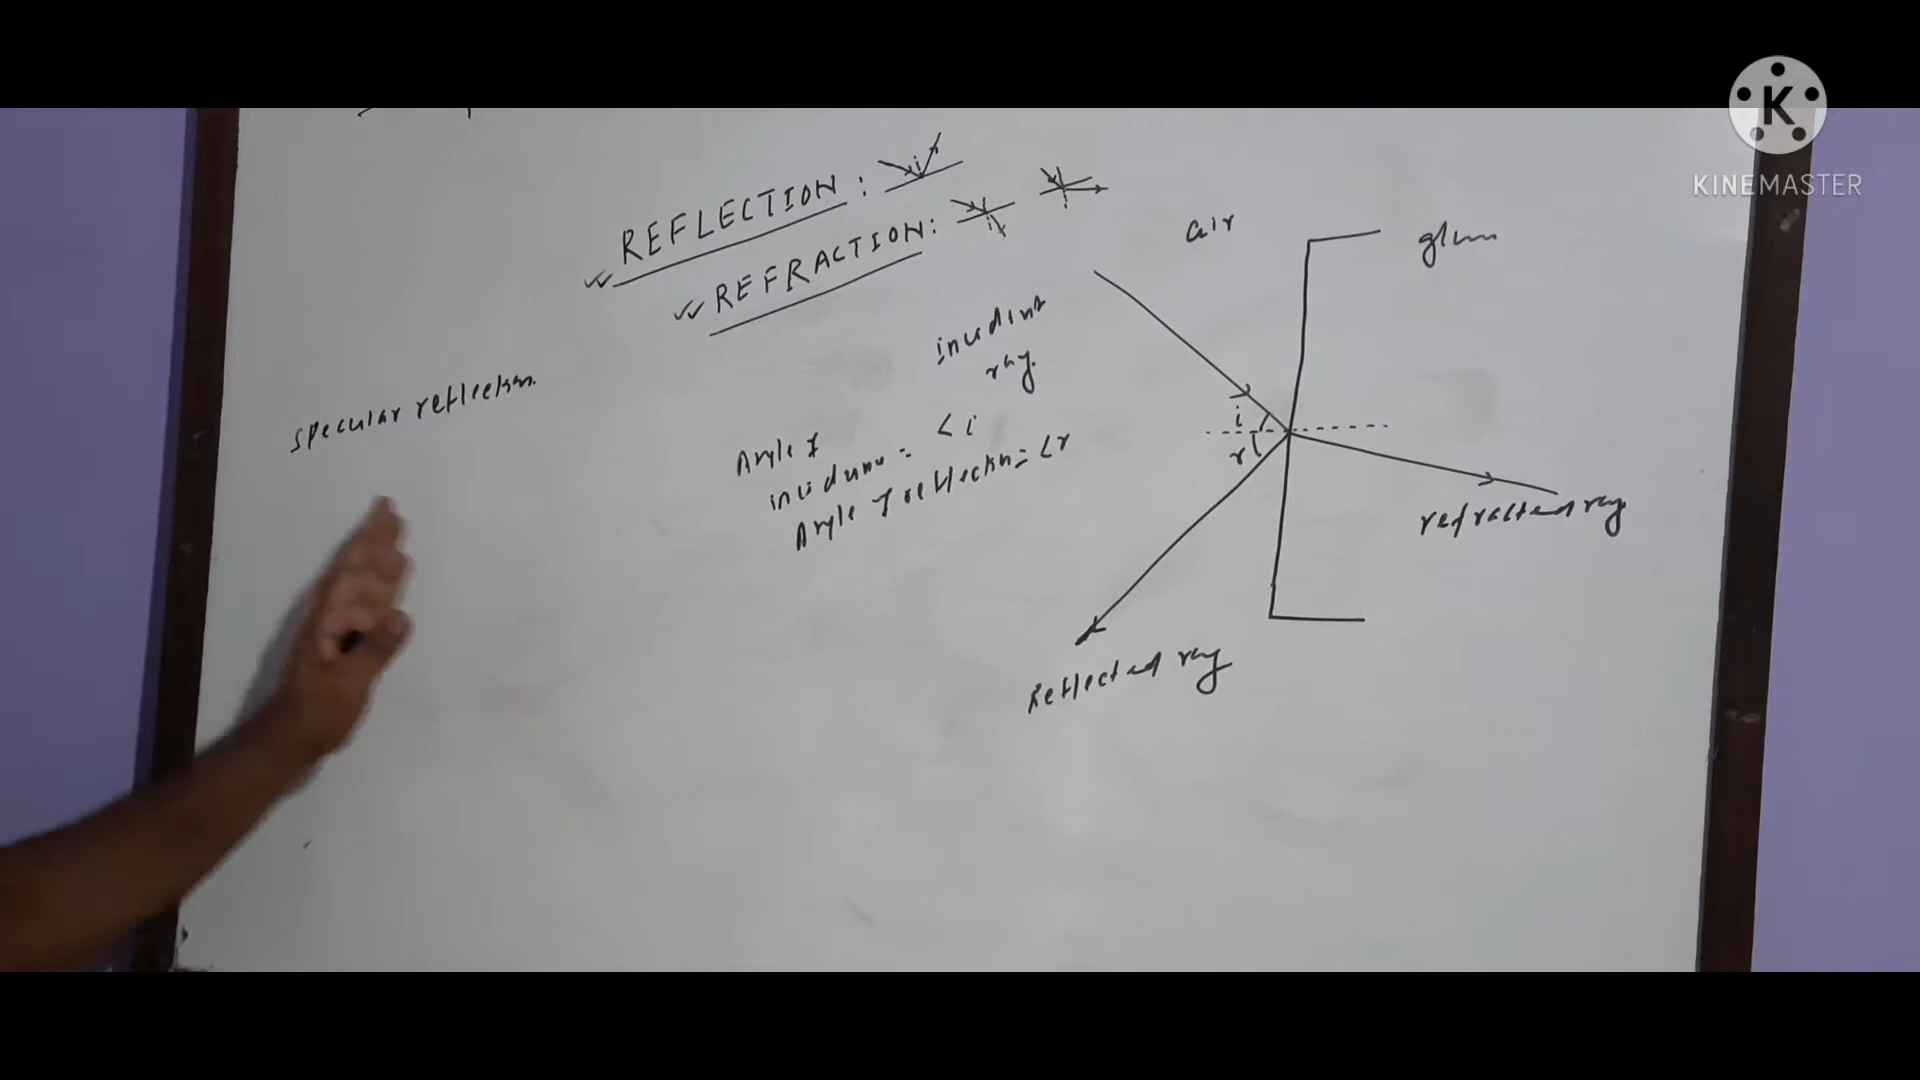 REFLECTION:
REFRACTION:
air
glass
incident
ray.
specular reflection.
Angle of
incidence = <i
Angle of reflection = <r
i
r
refracted ray
Reflected ray
K
KINEMASTER